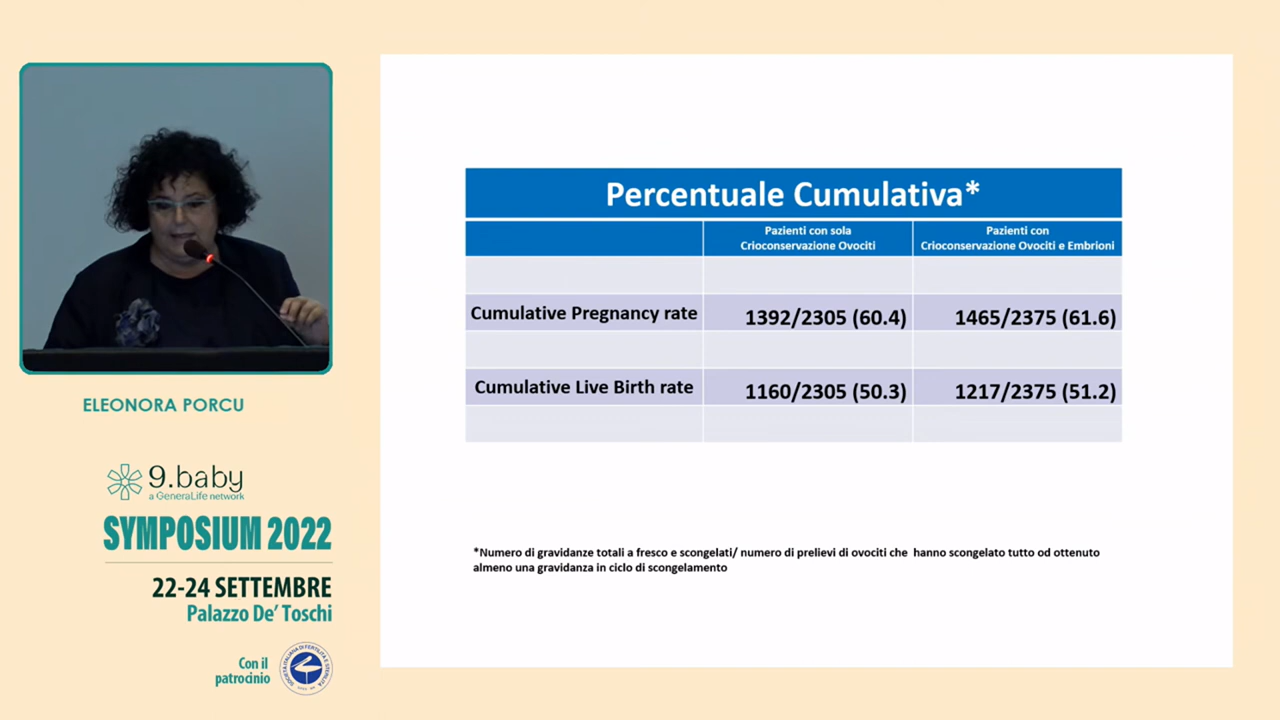 ELEONORA PORCU
9.baby
a GeneraLife network
SYMPOSIUM 2022
22-24 SETTEMBRE
Palazzo De' Toschi
Con il
patrocinio
Percentuale Cumulativa*
Pazienti con sola
Crioconservazione Ovociti
Pazienti con
Crioconservazione Ovociti e Embrioni
Cumulative Pregnancy rate 1392/2305 (60.4) 1465/2375 (61.6)
Cumulative Live Birth rate 1160/2305 (50.3) 1217/2375 (51.2)
*Numero di gravidanze totali a fresco e scongelati/ numero di prelievi di ovociti che hanno scongelato tutto od ottenuto
almeno una gravidanza in ciclo di scongelamento